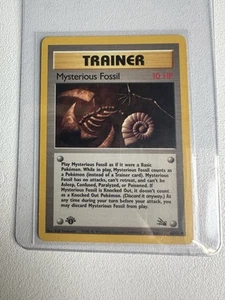 TRAINER
Mysterious Fossil
10 HP
Play Mysterious Fossil as if it were a Basic
Pokémon. While in play, Mysterious Fossil counts as
a Pokémon (instead of a Trainer card). Mysterious
Fossil has no attacks, can't retreat, and can't be
Asleep, Confused, Paralyzed, or Poisoned. If
Mysterious Fossil is Knocked Out, it doesn't count
as a Knocked Out Pokémon. (Discard it anyway.) At
any time during your turn before your attack, you
may discard Mysterious Fossil from play.